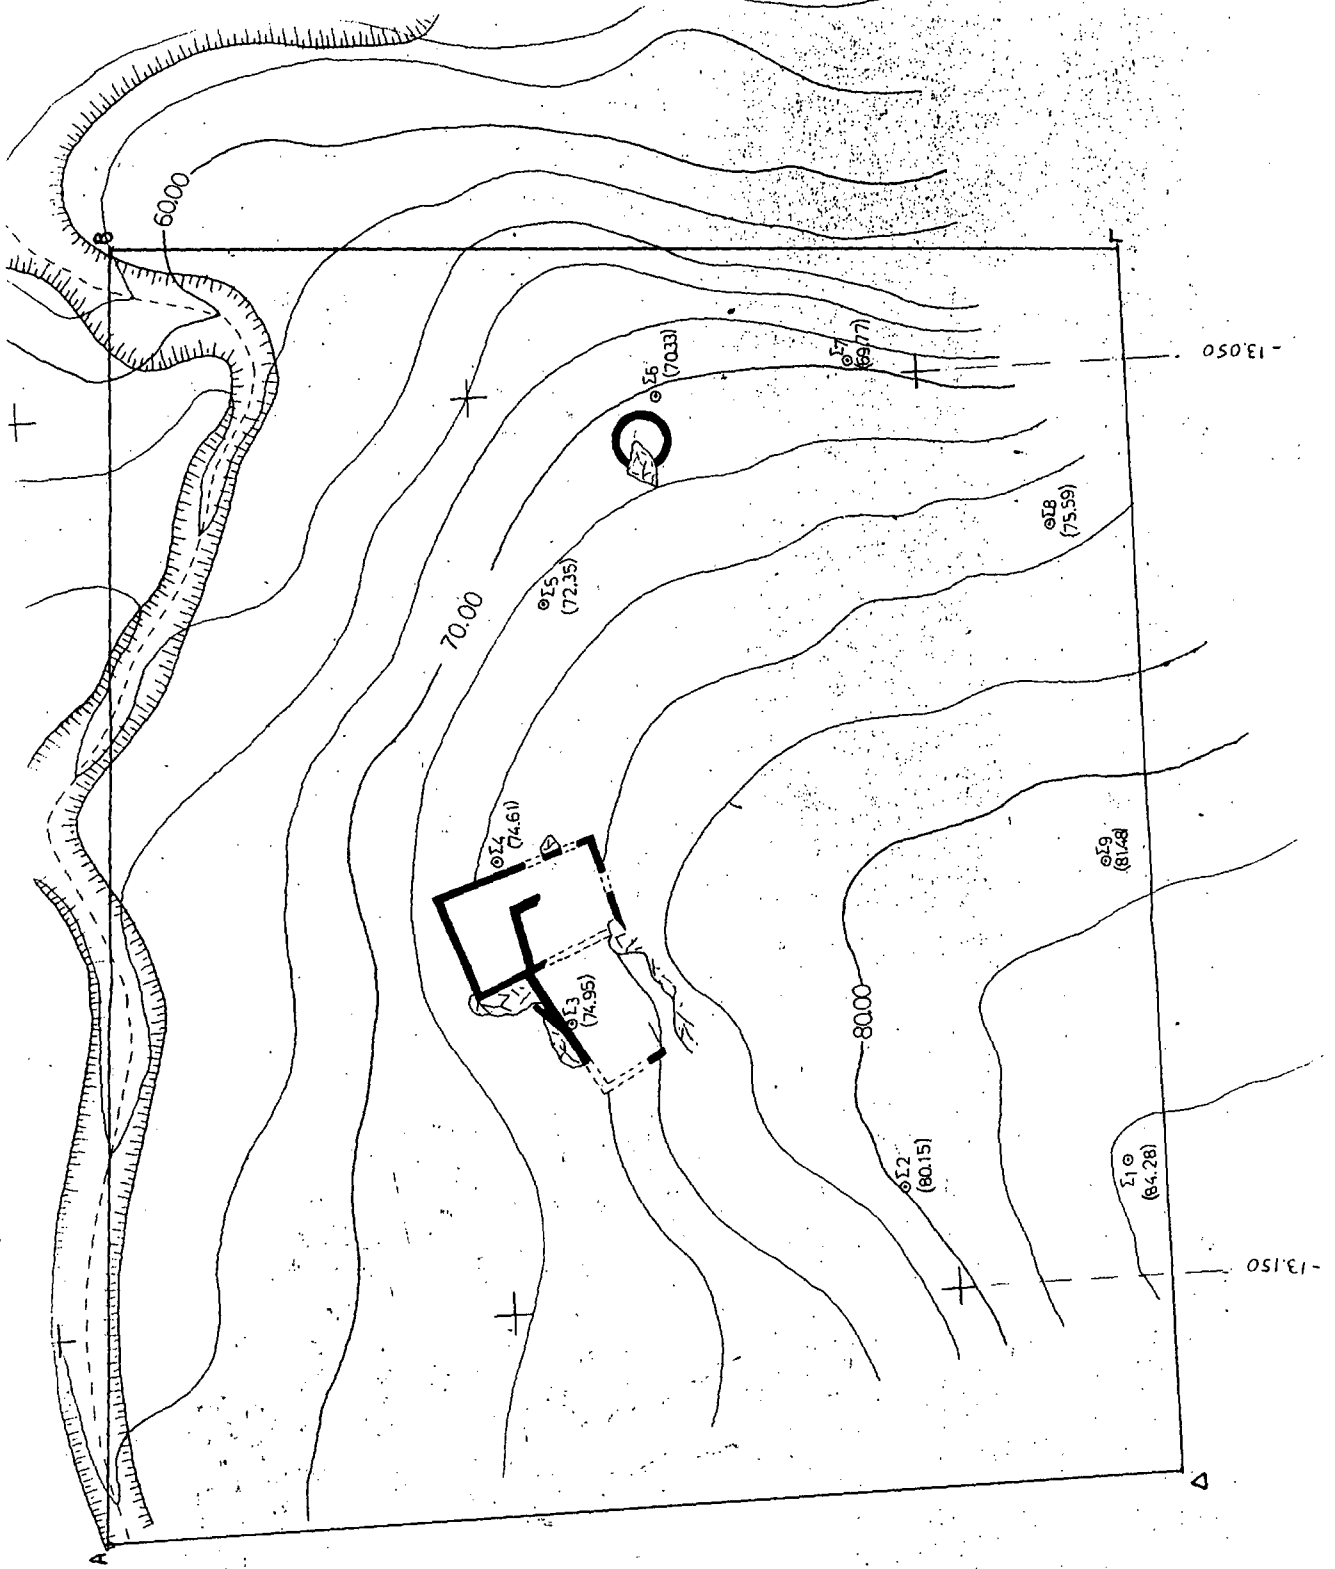 Α
Β
Γ
Δ
60.00
70.00
80.00
Σ1
(84.28)
Σ2
(80.15)
Σ3
(74.95)
Σ4
(74.61)
Σ5
(72.35)
Σ6
(70.33)
Σ7
(69.77)
Σ8
(75.59)
Σ9
(81.48)
-13.050
-13.150